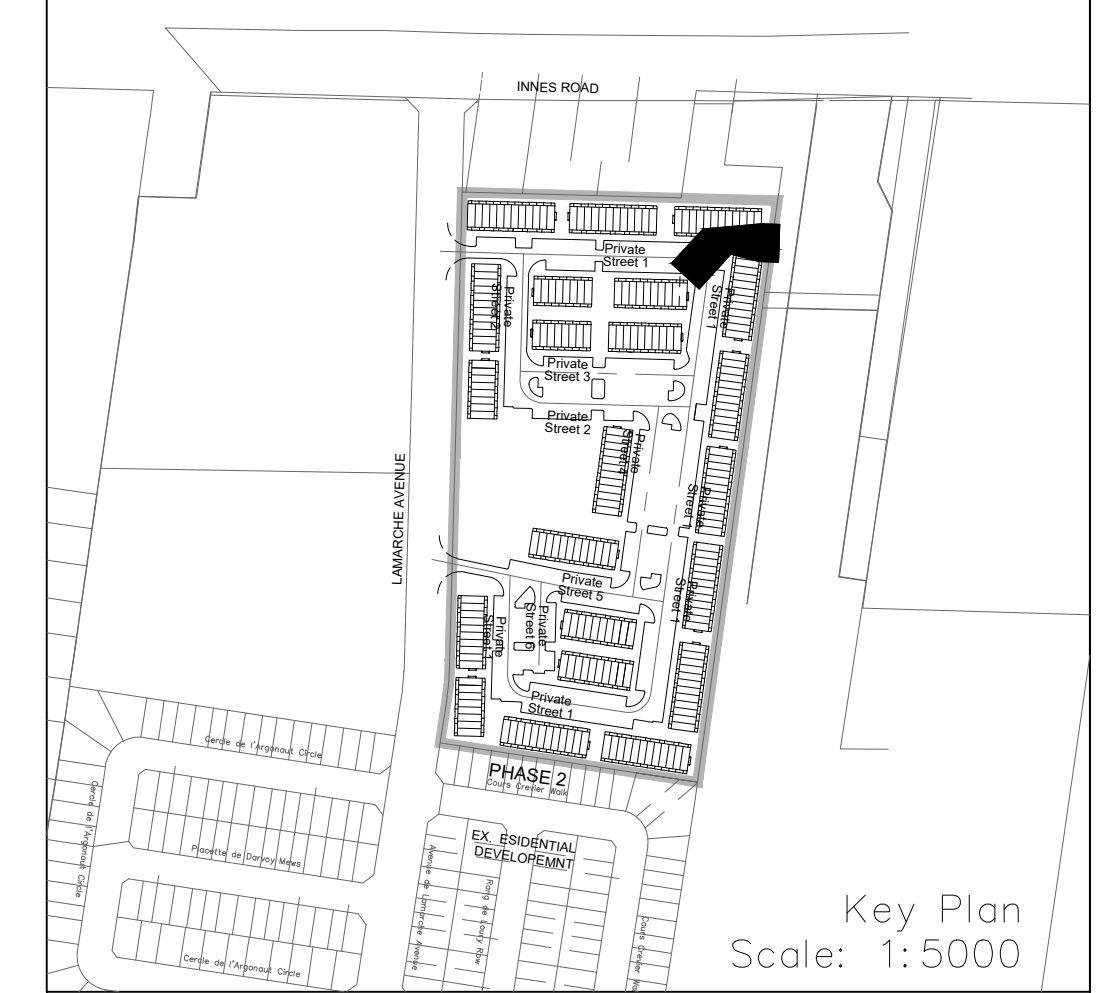 INNES ROAD
Private
Street 1
Private
Street 2
Private
Street 1
Private
Street 3
Private
Street 2
Private
Street 4
LAMARCHE AVENUE
Private
Street 1
Private
Street 5
Private
Street 1
Private
Street 6
Private
Street 1
Private
Street 1
PHASE 2
Cours Crevier Walk
Cercle de l'Argonaut Circle
Cercle de l'Argonaut Circle
EX. ESIDENTIAL
DEVELOPEMNT
Placette de Darvoy Mews
Avenue de Lamarche Avenue
Rang de Loury Row
Cours Crevier
Cercle de l'Argonaut Circle
Key Plan
Scale: 1:5000